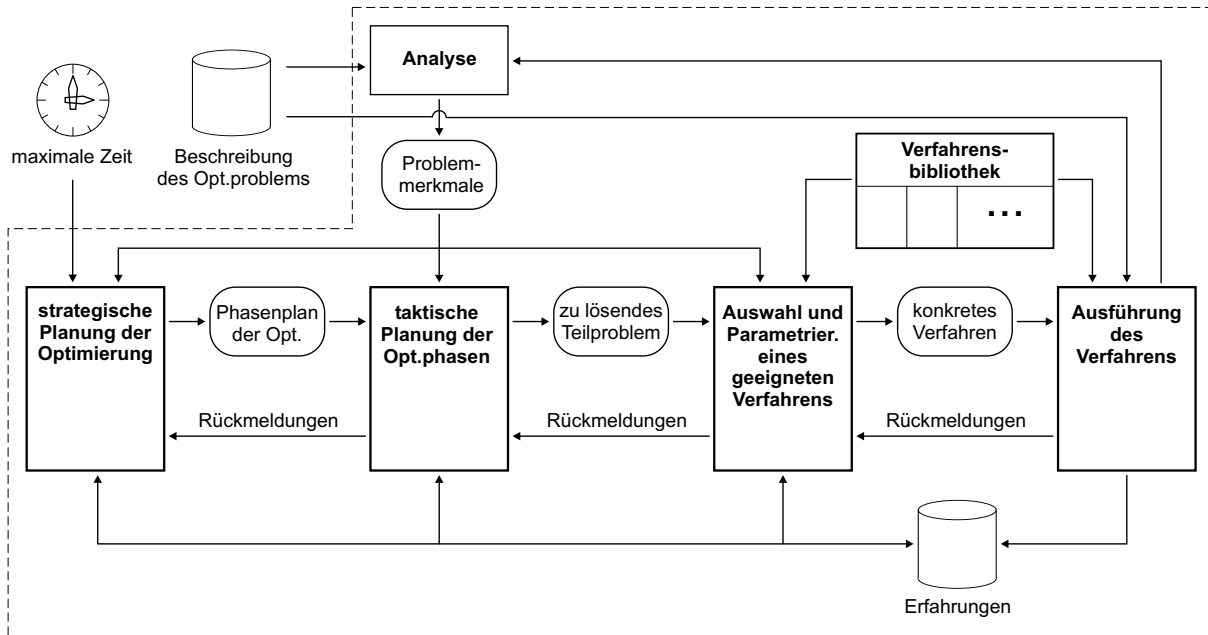 Analyse
maximale Zeit
Beschreibung
des Opt.problems
Problem-
merkmale
Verfahrens-
bibliothek
...
strategische
Planung der
Optimierung
Phasenplan
der Opt.
taktische
Planung der
Opt.phasen
zu lösendes
Teilproblem
Auswahl und
Parametrier.
eines
geeigneten
Verfahrens
konkretes
Verfahren
Ausführung
des
Verfahrens
Rückmeldungen
Rückmeldungen
Rückmeldungen
Erfahrungen